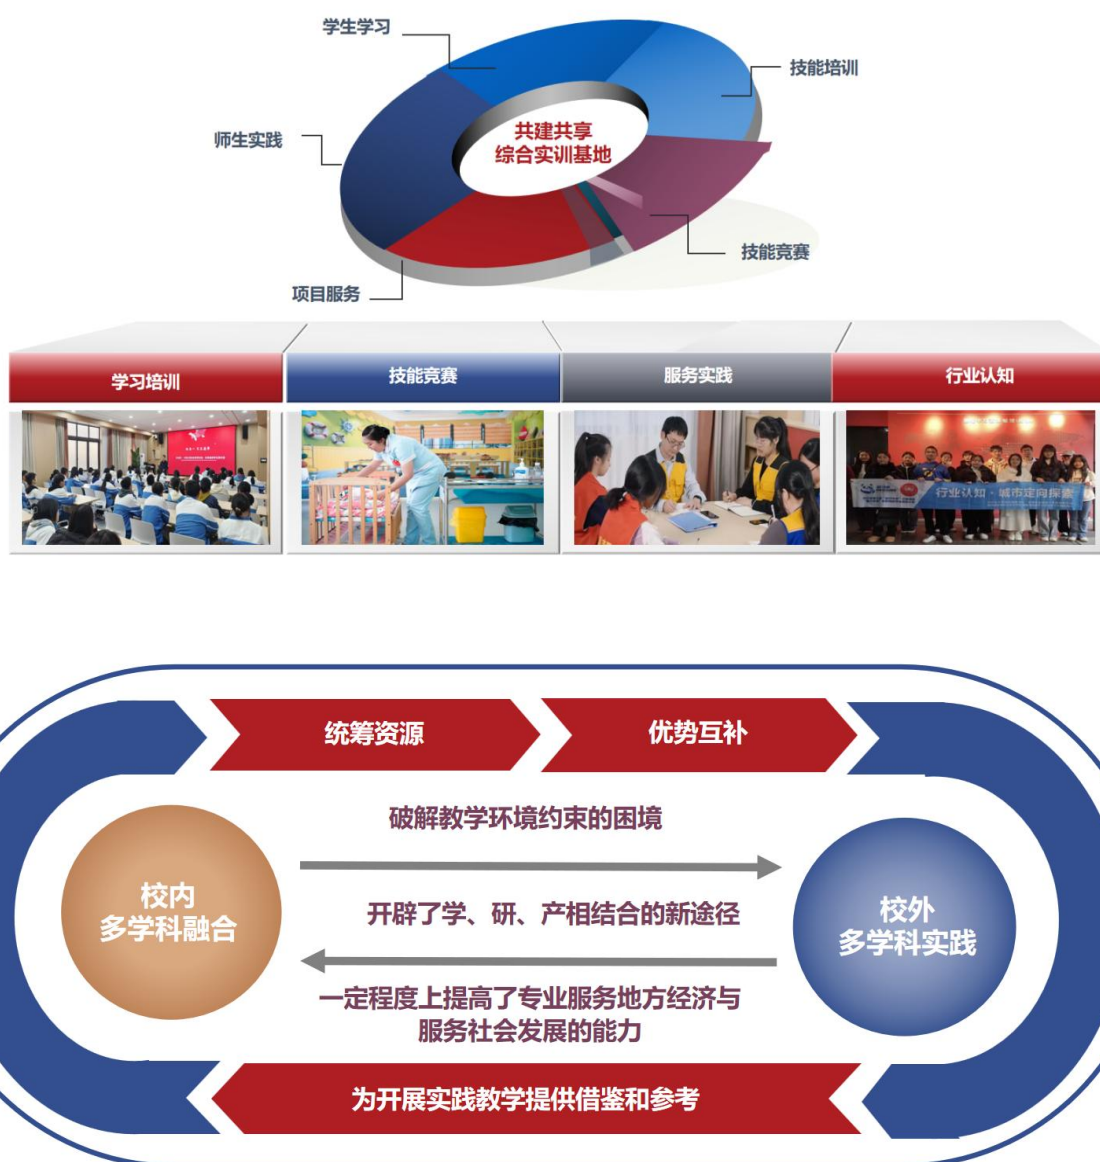 学生学习
技能培训
共建共享
综合实训基地
师生实践
技能竞赛
项目服务
学习培训
技能竞赛
服务实践
行业认知
行业认知·城市定向探索
统筹资源
优势互补
破解教学环境约束的困境
校内
多学科融合
开辟了学、研、产相结合的新途径
校外
多学科实践
一定程度上提高了专业服务地方经济与
服务社会发展的能力
为开展实践教学提供借鉴和参考